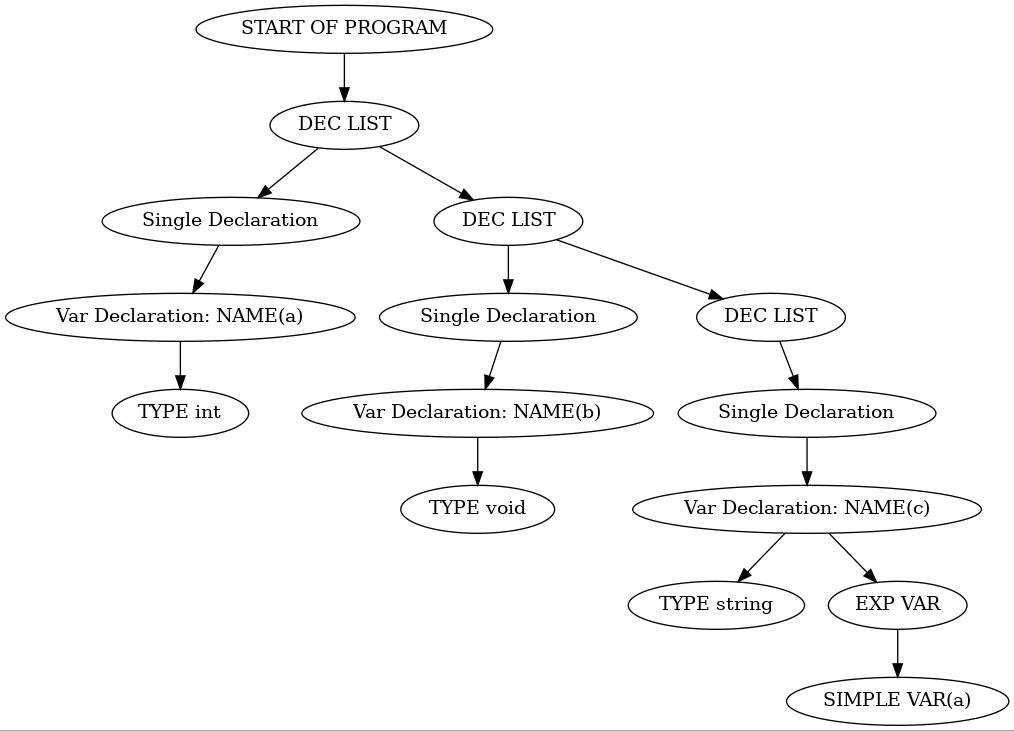 START OF PROGRAM
DEC LIST
Single Declaration
DEC LIST
Var Declaration: NAME(a)
Single Declaration
DEC LIST
TYPE int
Var Declaration: NAME(b)
Single Declaration
TYPE void
Var Declaration: NAME(c)
TYPE string
EXP VAR
SIMPLE VAR(a)